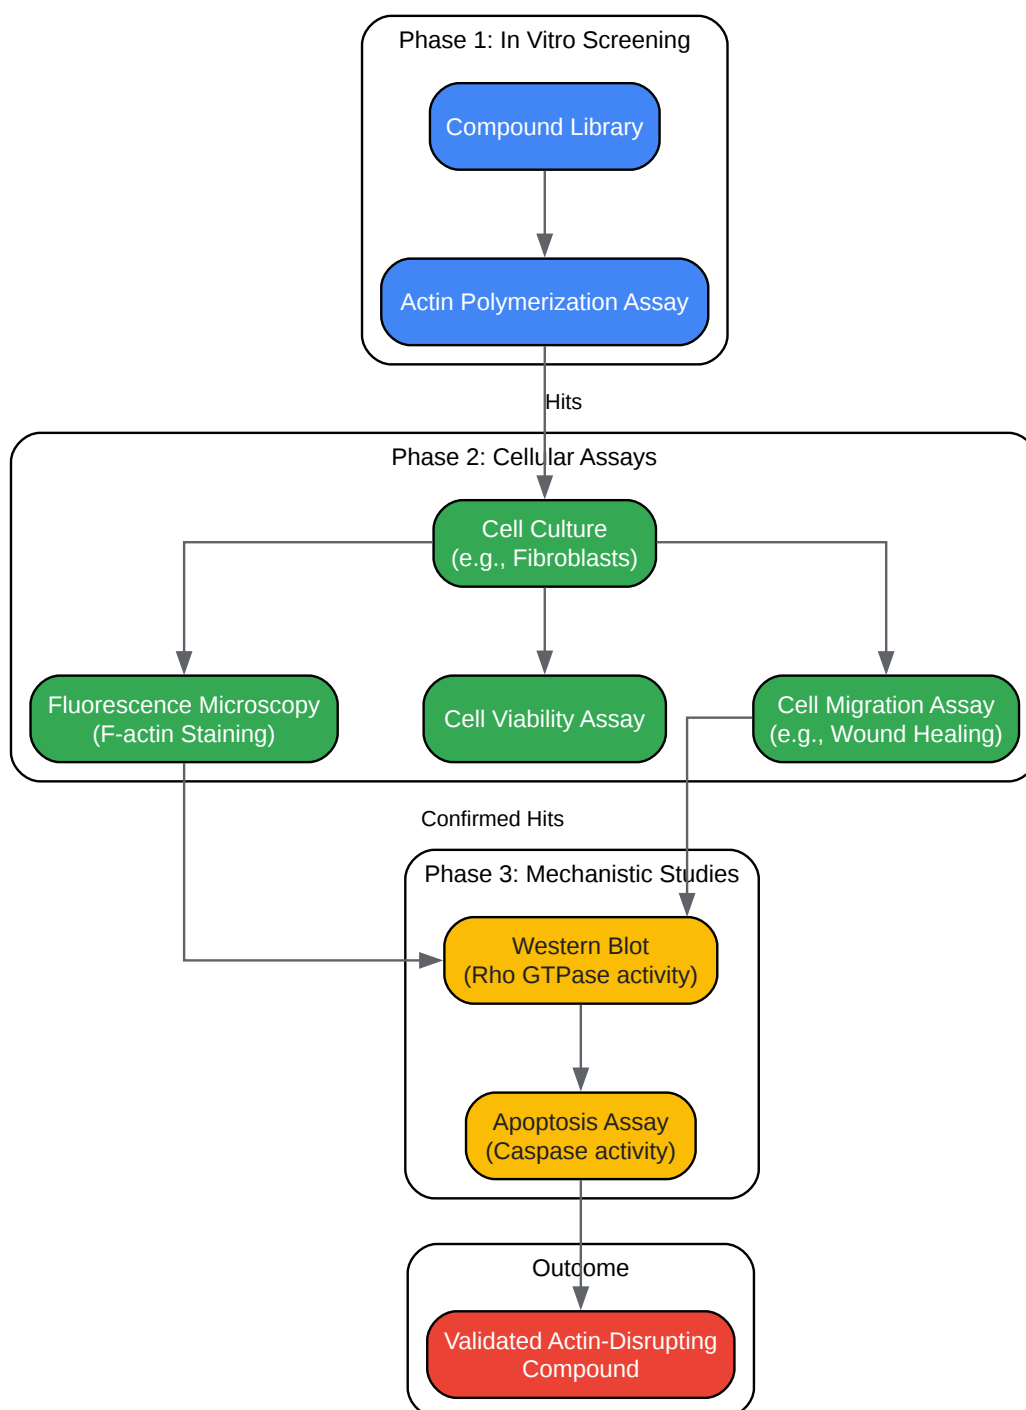 Phase 1: In Vitro Screening
Compound Library
Actin Polymerization Assay
Hits
Phase 2: Cellular Assays
Cell Culture
(e.g., Fibroblasts)
Fluorescence Microscopy
(F-actin Staining)
Cell Viability Assay
Cell Migration Assay
(e.g., Wound Healing)
Confirmed Hits
Phase 3: Mechanistic Studies
Western Blot
(Rho GTPase activity)
Apoptosis Assay
(Caspase activity)
Outcome
Validated Actin-Disrupting
Compound